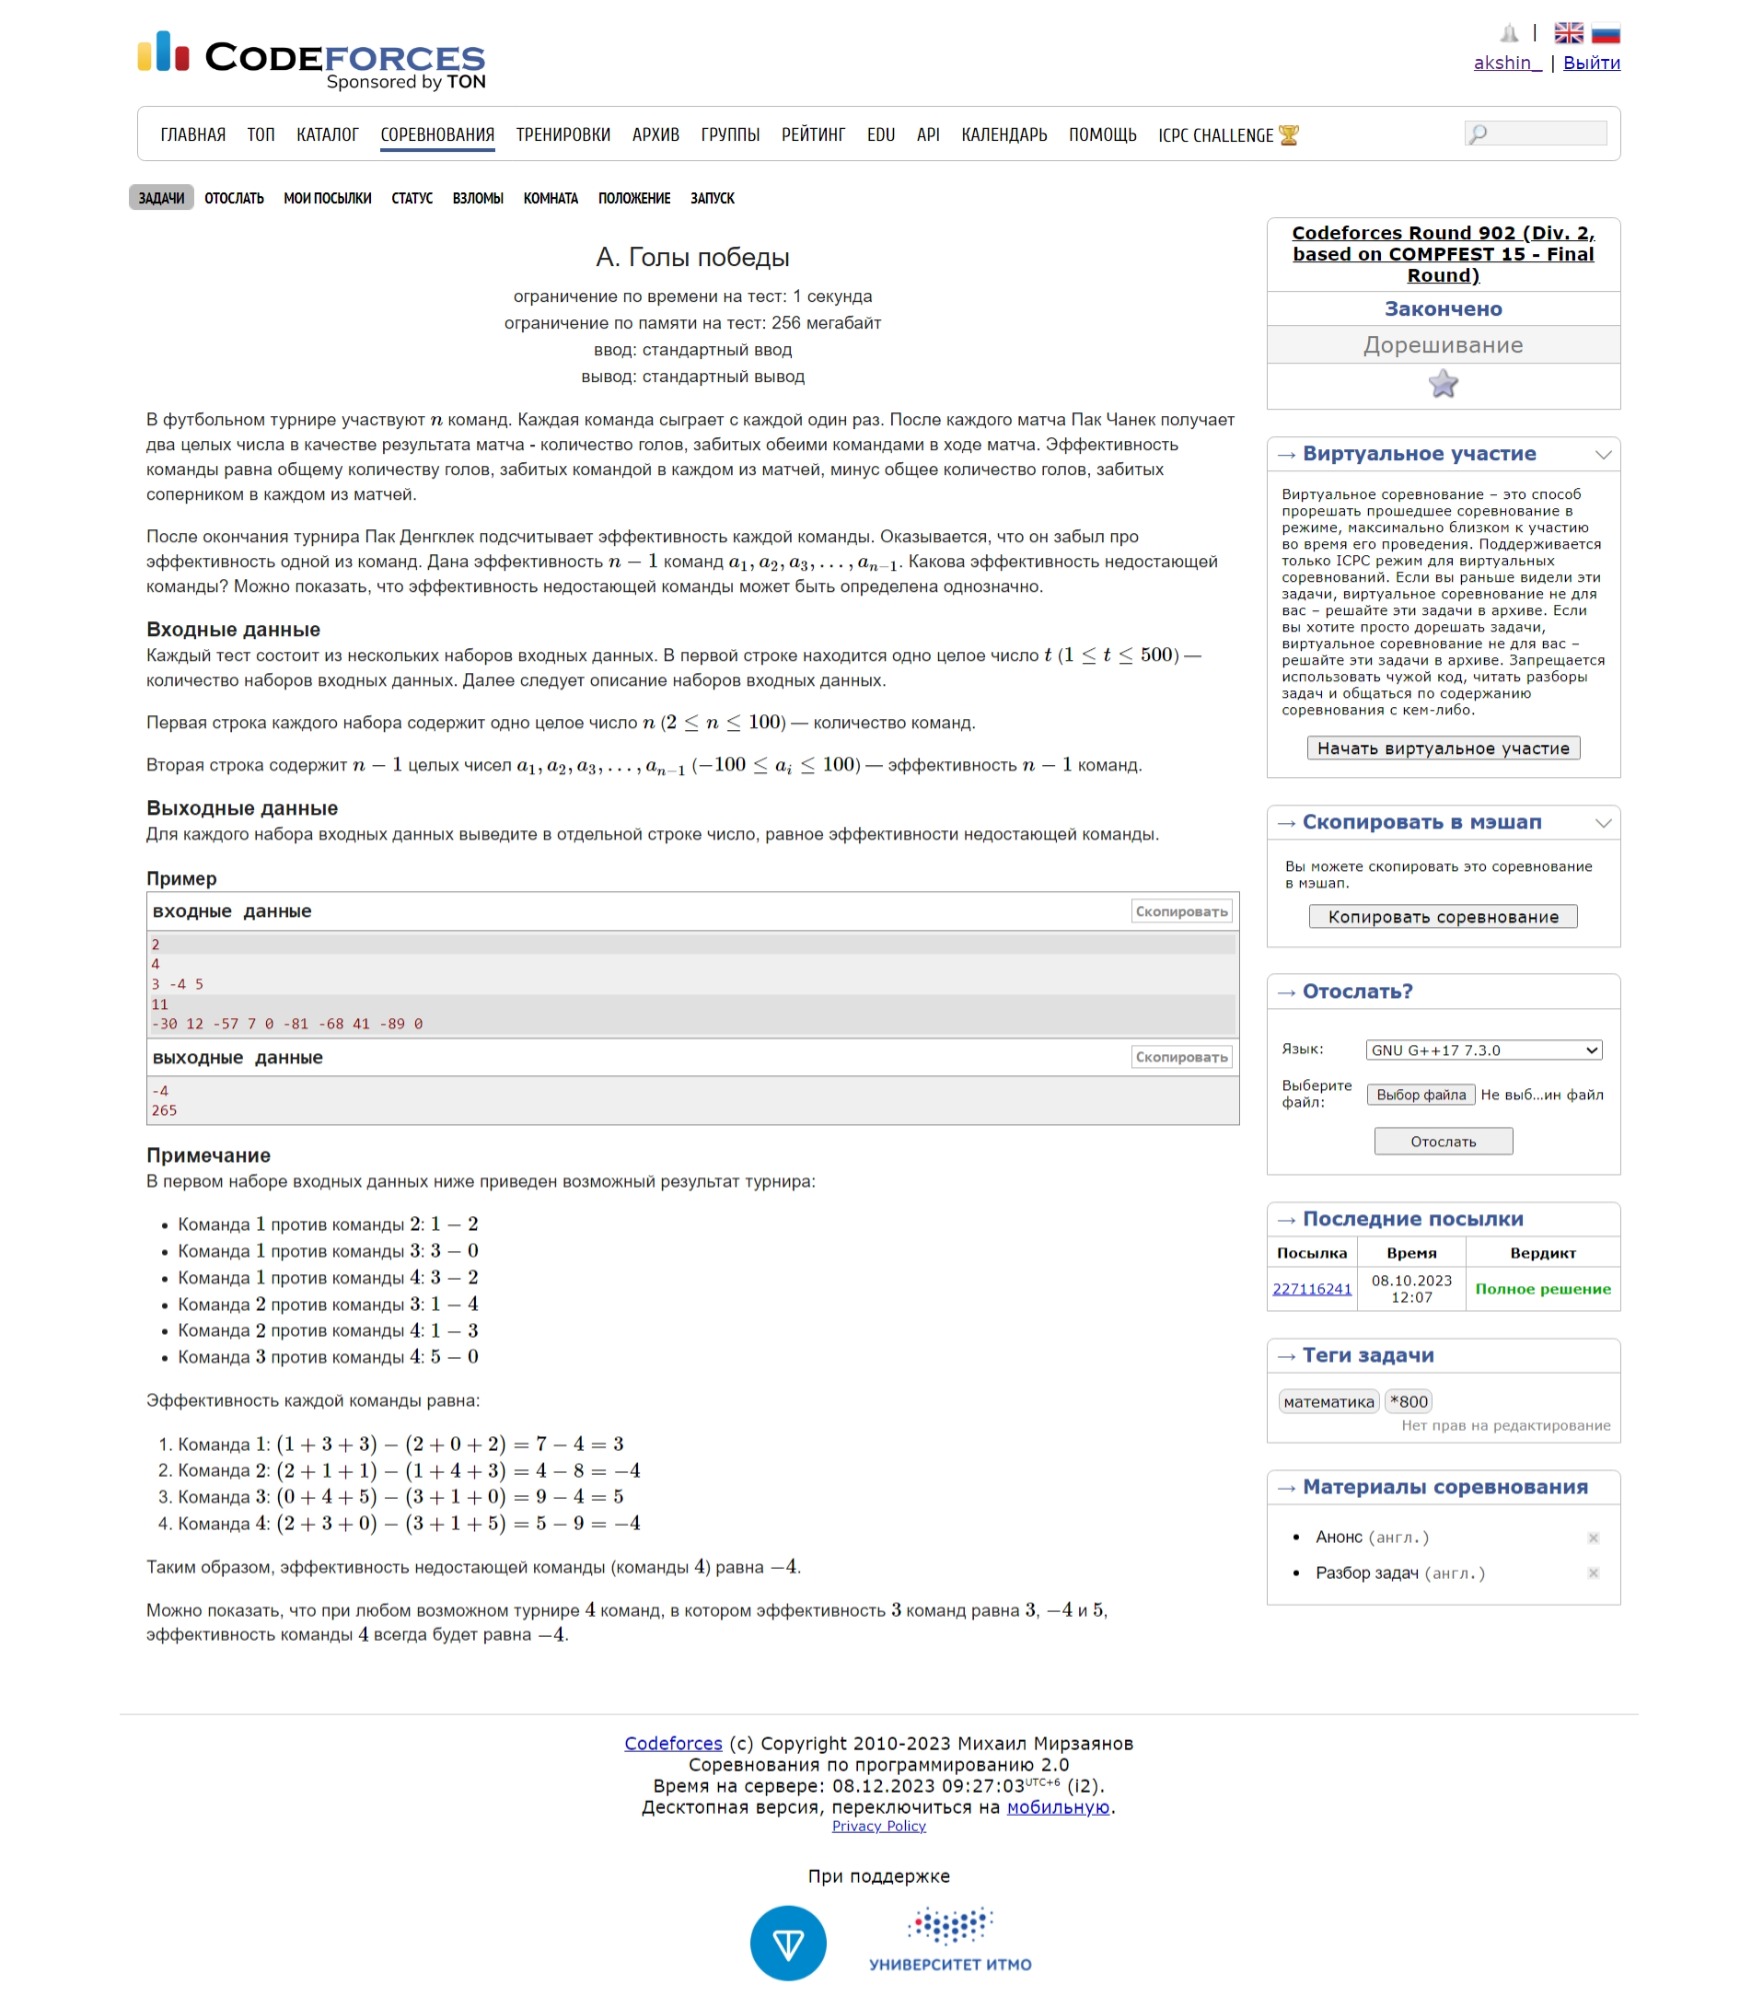 CODEFORCES
Sponsored by TON
|
akshin_ | Выйти
ГЛАВНАЯ ТОП КАТАЛОГ СОРЕВНОВАНИЯ ТРЕНИРОВКИ АРХИВ ГРУППЫ РЕЙТИНГ EDU API КАЛЕНДАРЬ ПОМОЩЬ ICPC CHALLENGE
ЗАДАЧИ ОТОСЛАТЬ МОИ ПОСЫЛКИ СТАТУС ВЗЛОМЫ КОМНАТА ПОЛОЖЕНИЕ ЗАПУСК
A. Голы победы
ограничение по времени на тест: 1 секунда
ограничение по памяти на тест: 256 мегабайт
ввод: стандартный ввод
вывод: стандартный вывод
В футбольном турнире участвуют n команд. Каждая команда сыграет с каждой один раз. После каждого матча Пак Чанек получает
два целых числа в качестве результата матча - количество голов, забитых обеими командами в ходе матча. Эффективность
команды равна общему количеству голов, забитых командой в каждом из матчей, минус общее количество голов, забитых
соперником в каждом из матчей.
После окончания турнира Пак Денгклек подсчитывает эффективность каждой команды. Оказывается, что он забыл про
эффективность одной из команд. Дана эффективность n − 1 команд a₁, a₂, a₃, . . . , aₙ₋₁. Какова эффективность недостающей
команды? Можно показать, что эффективность недостающей команды может быть определена однозначно.
Входные данные
Каждый тест состоит из нескольких наборов входных данных. В первой строке находится одно целое число t (1 ≤ t ≤ 500) —
количество наборов входных данных. Далее следует описание наборов входных данных.
Первая строка каждого набора содержит одно целое число n (2 ≤ n ≤ 100) — количество команд.
Вторая строка содержит n − 1 целых чисел a₁, a₂, a₃, . . . , aₙ₋₁ (−100 ≤ aᵢ ≤ 100) — эффективность n − 1 команд.
Выходные данные
Для каждого набора входных данных выведите в отдельной строке число, равное эффективности недостающей команды.
Пример
входные данные Скопировать
2
4
3 -4 5
11
-30 12 -57 7 0 -81 -68 41 -89 0
выходные данные Скопировать
-4
265
Примечание
В первом наборе входных данных ниже приведен возможный результат турнира:
• Команда 1 против команды 2: 1 − 2
• Команда 1 против команды 3: 3 − 0
• Команда 1 против команды 4: 3 − 2
• Команда 2 против команды 3: 1 − 4
• Команда 2 против команды 4: 1 − 3
• Команда 3 против команды 4: 5 − 0
Эффективность каждой команды равна:
1. Команда 1: (1 + 3 + 3) − (2 + 0 + 2) = 7 − 4 = 3
2. Команда 2: (2 + 1 + 1) − (1 + 4 + 3) = 4 − 8 = −4
3. Команда 3: (0 + 4 + 5) − (3 + 1 + 0) = 9 − 4 = 5
4. Команда 4: (2 + 3 + 0) − (3 + 1 + 5) = 5 − 9 = −4
Таким образом, эффективность недостающей команды (команды 4) равна −4.
Можно показать, что при любом возможном турнире 4 команд, в котором эффективность 3 команд равна 3, −4 и 5,
эффективность команды 4 всегда будет равна −4.
Codeforces Round 902 (Div. 2,
based on COMPFEST 15 - Final
Round)
Закончено
Дорешивание
→ Виртуальное участие
Виртуальное соревнование – это способ
прорешать прошедшее соревнование в
режиме, максимально близком к участию
во время его проведения. Поддерживается
только ICPC режим для виртуальных
соревнований. Если вы раньше видели эти
задачи, виртуальное соревнование не для
вас – решайте эти задачи в архиве. Если
вы хотите просто дорешать задачи,
виртуальное соревнование не для вас –
решайте эти задачи в архиве. Запрещается
использовать чужой код, читать разборы
задач и общаться по содержанию
соревнования с кем-либо.
Начать виртуальное участие
→ Скопировать в мэшап
Вы можете скопировать это соревнование
в мэшап.
Копировать соревнование
→ Отослать?
Язык: GNU G++17 7.3.0
Выберите
файл: Выбор файла Не выб...ин файл
Отослать
→ Последние посылки
Посылка Время Вердикт
227116241 08.10.2023
12:07 Полное решение
→ Теги задачи
математика *800
Нет прав на редактирование
→ Материалы соревнования
• Анонс (англ.)
• Разбор задач (англ.)
Codeforces (c) Copyright 2010-2023 Михаил Мирзаянов
Соревнования по программированию 2.0
Время на сервере: 08.12.2023 09:27:03UTC+6 (i2).
Десктопная версия, переключиться на мобильную.
Privacy Policy
При поддержке
УНИВЕРСИТЕТ ИТМО